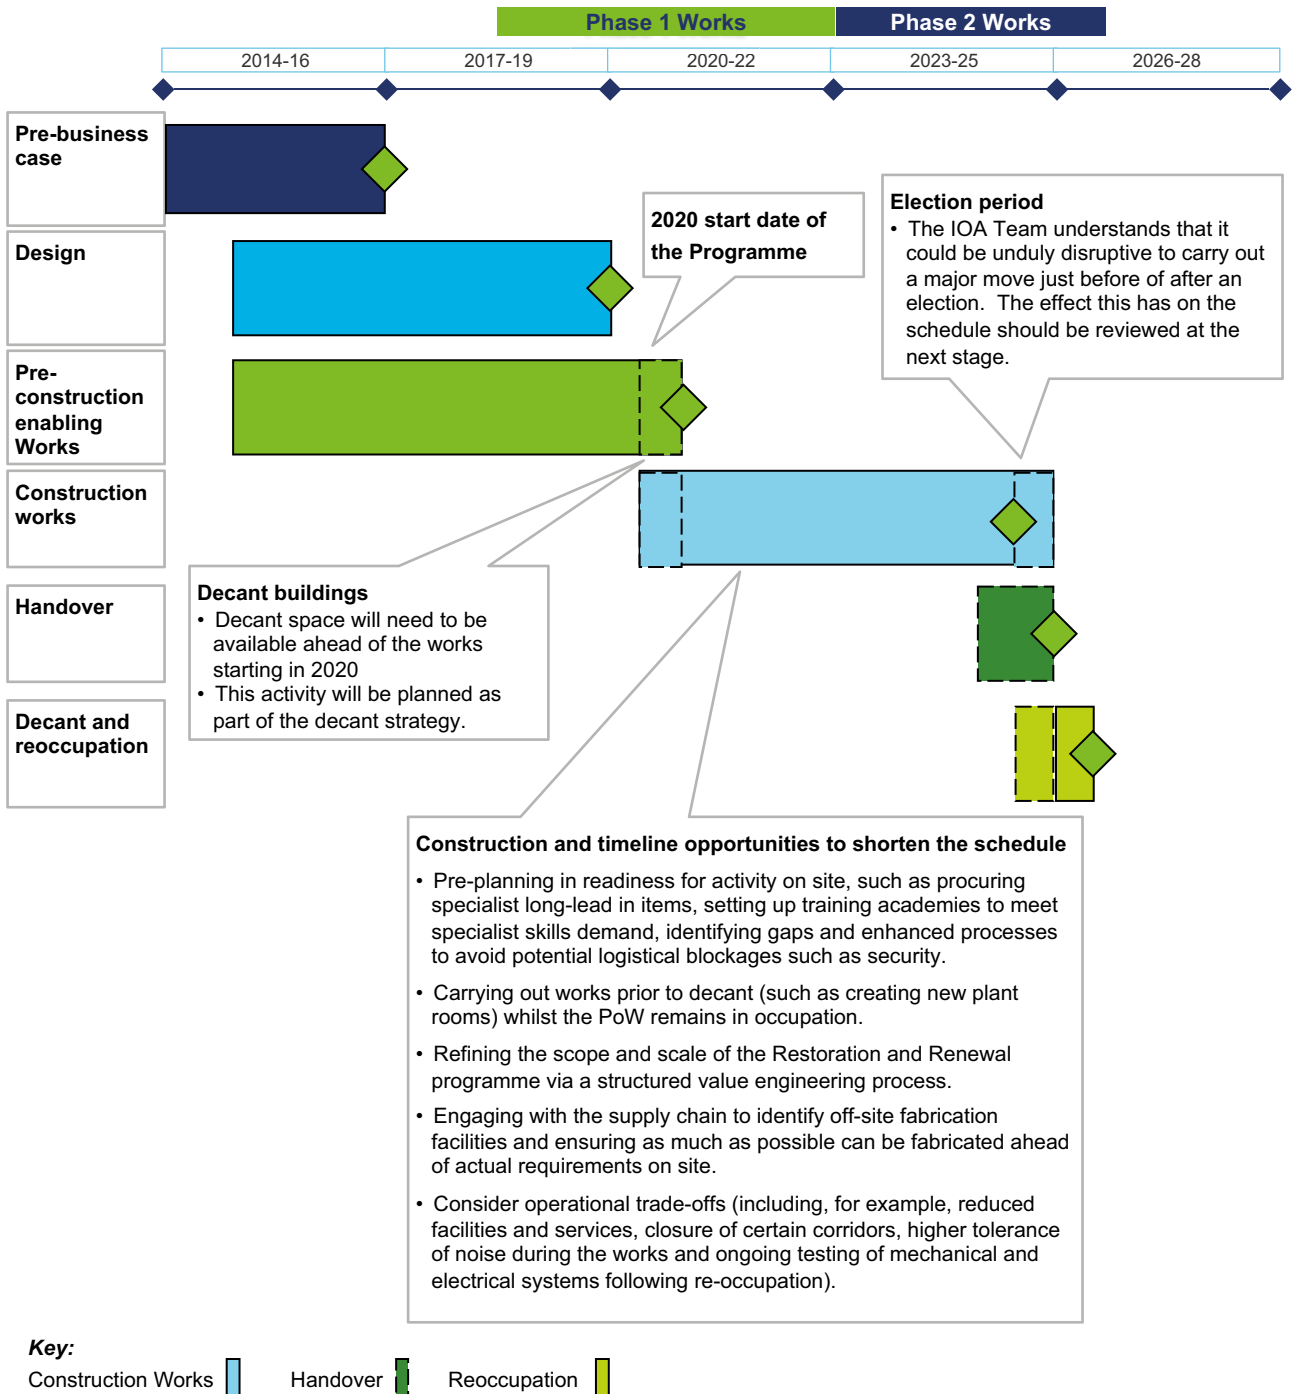 Phase 1 Works
Phase 2 Works
2014-16
2017-19
2020-22
2023-25
2026-28
Pre-business
case
Design
Pre-
construction
enabling
Works
Construction
works
Handover
Decant and
reoccupation
2020 start date of
the Programme
Election period
• The IOA Team understands that it
could be unduly disruptive to carry out
a major move just before of after an
election. The effect this has on the
schedule should be reviewed at the
next stage.
Decant buildings
• Decant space will need to be
available ahead of the works
starting in 2020
• This activity will be planned as
part of the decant strategy.
Construction and timeline opportunities to shorten the schedule
• Pre-planning in readiness for activity on site, such as procuring
specialist long-lead in items, setting up training academies to meet
specialist skills demand, identifying gaps and enhanced processes
to avoid potential logistical blockages such as security.
• Carrying out works prior to decant (such as creating new plant
rooms) whilst the PoW remains in occupation.
• Refining the scope and scale of the Restoration and Renewal
programme via a structured value engineering process.
• Engaging with the supply chain to identify off-site fabrication
facilities and ensuring as much as possible can be fabricated ahead
of actual requirements on site.
• Consider operational trade-offs (including, for example, reduced
facilities and services, closure of certain corridors, higher tolerance
of noise during the works and ongoing testing of mechanical and
electrical systems following re-occupation).
Key:
Construction Works
Handover
Reoccupation